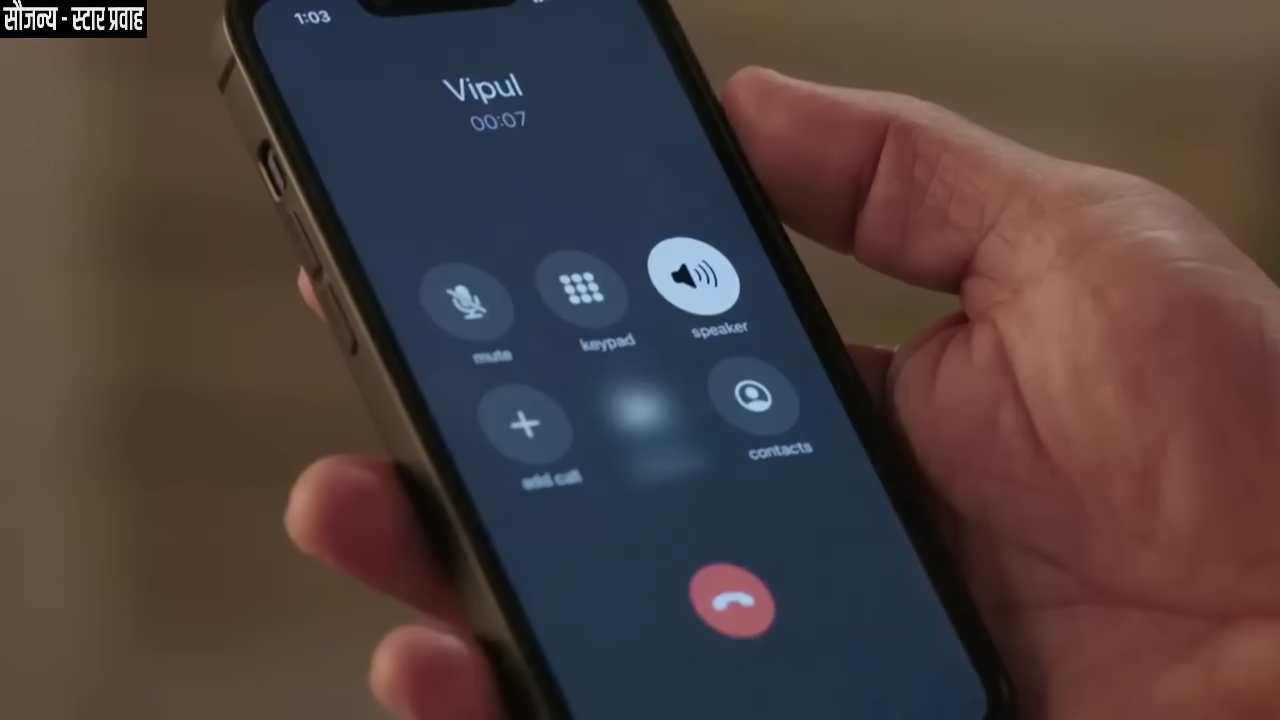 सौजन्य - स्टार प्रवाह
1:03
Vipul
00:07
mute
keypad
speaker
add call
contacts